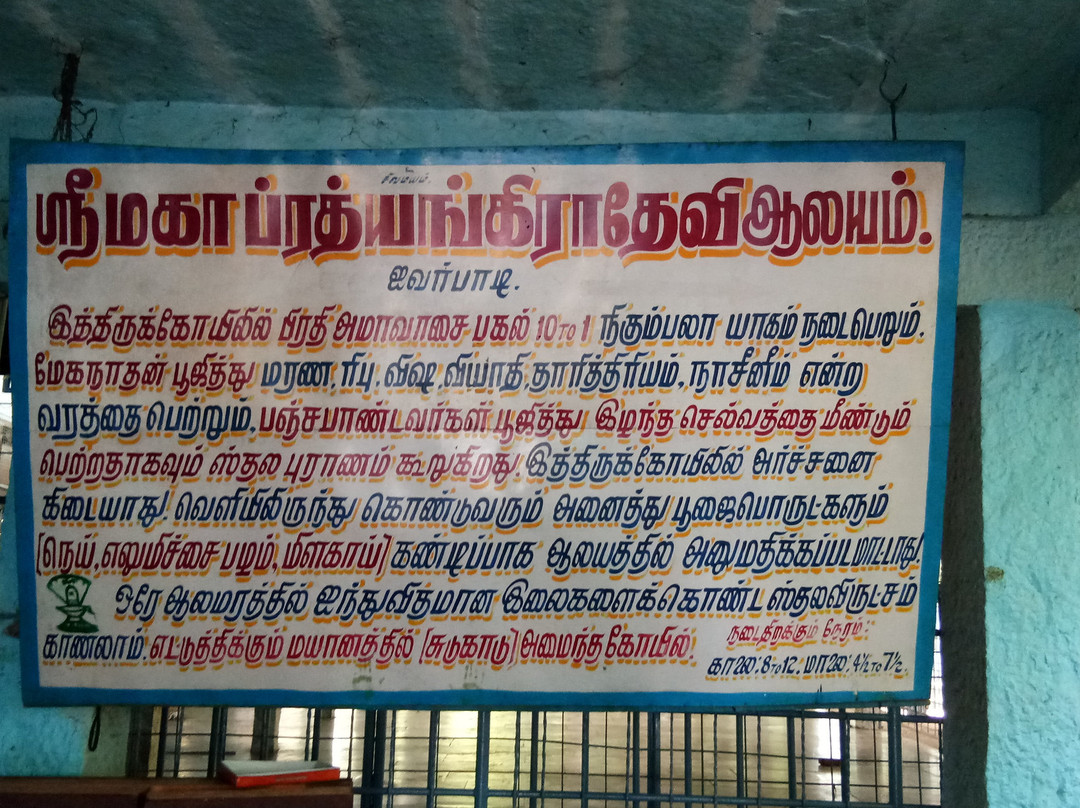 சிவமயம்.
ஸ்ரீ மகா ப்ரத்யங்கிராதேவி ஆலயம்.
ஐவர்பாடி.
இத்திருக்கோயிலில் பிரதி அமாவாசை பகல் 10 TO 1 நிகும்பலா யாகம் நடைபெறும்.
மேகநாதன் பூஜித்து மரண, ரிபு, விஷ, வியாதி, தாரித்திரியம், நாசீனீம் என்ற
வரத்தை பெற்றும், பஞ்சபாண்டவர்கள் பூஜித்து இழந்த செல்வத்தை மீண்டும்
பெற்றதாகவும் ஸ்தல புராணம் கூறுகிறது! இத்திருக்கோயிலில் அர்ச்சனை
கிடையாது! வெளியிலிருந்து கொண்டுவரும் அனைத்து பூஜைபொருட்களும்
[நெய், எலுமிச்சை பழம், மிளகாய்] கண்டிப்பாக ஆலயத்தில் அனுமதிக்கப்படமாட்டாது!
ஒரே ஆலமரத்தில் ஐந்துவிதமான இலைகளைக்கொண்ட ஸ்தலவிருட்சம்
காணலாம். எட்டுத்திக்கும் மயானத்தில் [சுடுகாடு] அமைந்த கோயில்.
நடைதிறக்கும் நேரம்:
காலை: 8 TO 12. மாலை: 4½ TO 7½.